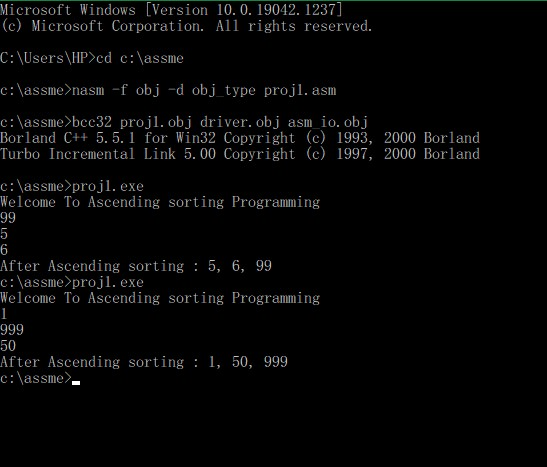 Microsoft Windows [Version 10.0.19042.1237]
(c) Microsoft Corporation. All rights reserved.
C:\Users\HP>cd c:\assme
c:\assme>nasm -f obj -d obj_type proj1.asm
c:\assme>bcc32 proj1.obj driver.obj asm_io.obj
Borland C++ 5.5.1 for Win32 Copyright (c) 1993, 2000 Borland
Turbo Incremental Link 5.00 Copyright (c) 1997, 2000 Borland
c:\assme>proj1.exe
Welcome To Ascending sorting Programming
99
5
6
After Ascending sorting : 5, 6, 99
c:\assme>proj1.exe
Welcome To Ascending sorting Programming
1
999
50
After Ascending sorting : 1, 50, 999
c:\assme>